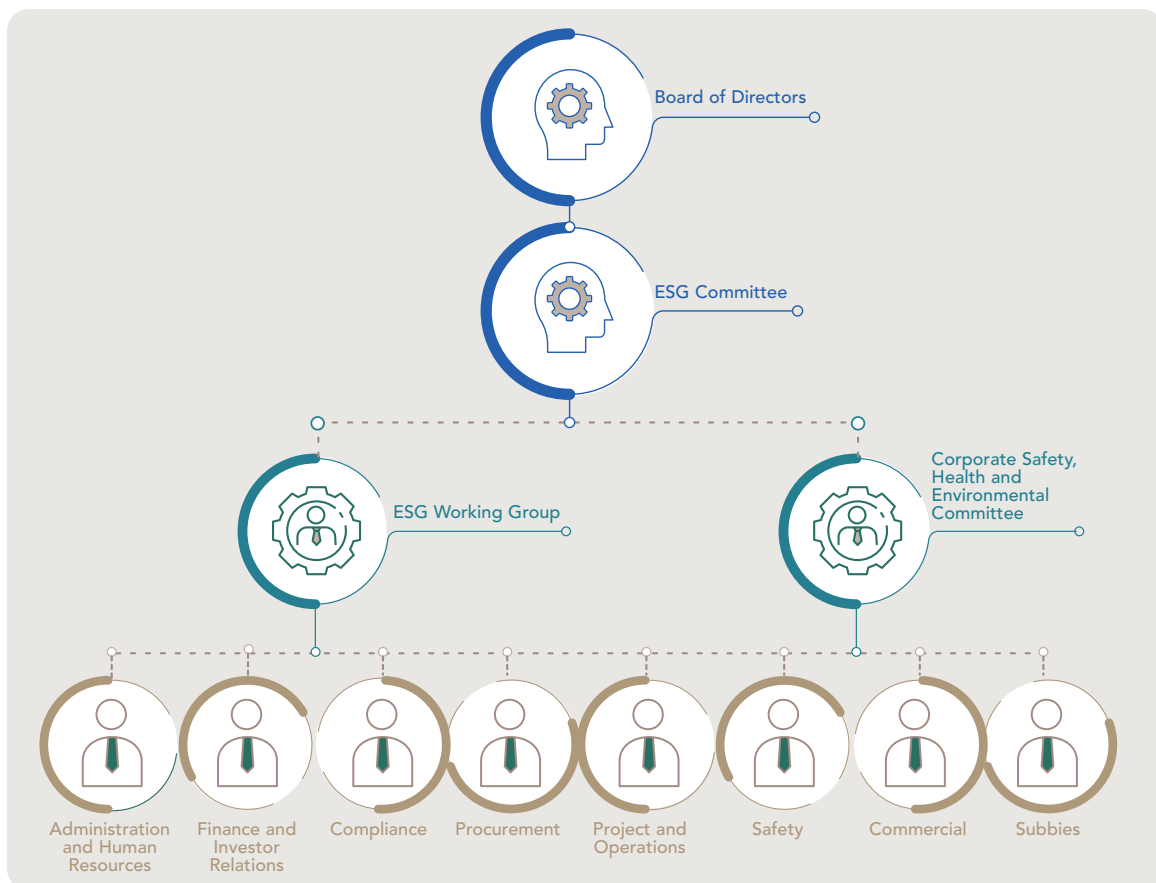 Board of Directors
ESG Committee
ESG Working Group
Corporate Safety,
Health and
Environmental
Committee
Administration
and Human
Resources
Finance and
Investor
Relations
Compliance
Procurement
Project and
Operations
Safety
Commercial
Subbies